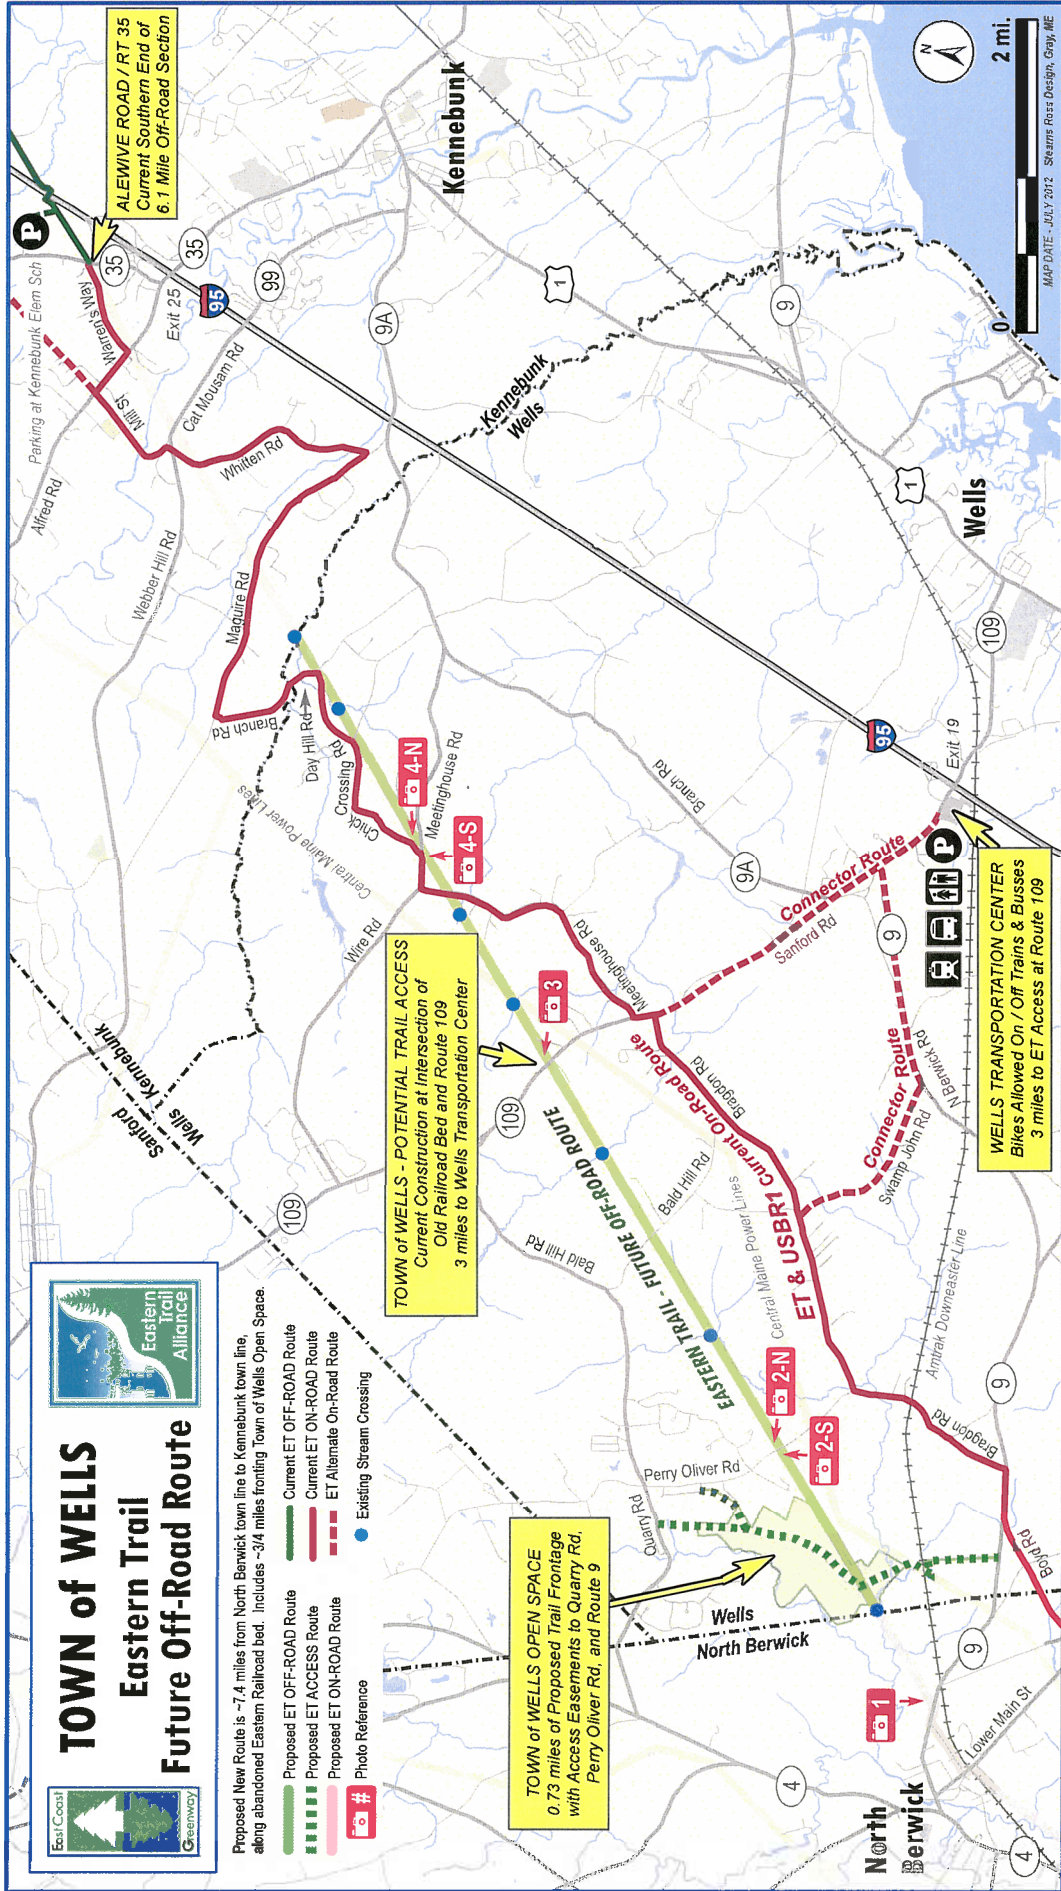 TOWN of WELLS
Eastern Trail
Future Off-Road Route
East Coast
Greenway
Eastern
Trail
Alliance
Proposed New Route is ~7.4 miles from North Berwick town line to Kennebunk town line,
along abandoned Eastern Railroad bed. Includes ~3/4 miles fronting Town of Wells Open Space.
Proposed ET OFF-ROAD Route
Proposed ET ACCESS Route
Proposed ET ON-ROAD Route
# Photo Reference
Current ET OFF-ROAD Route
Current ET ON-ROAD Route
ET Alternate On-Road Route
Existing Stream Crossing
ALEWIVE ROAD / RT 35
Current Southern End of
6.1 Mile Off-Road Section
P
Parking at Kennebunk Elem Sch
35
35
Exit 25
95
99
9A
Warren's Way
Mill St
Alfred Rd
Cat Mousam Rd
Whitten Rd
Webber Hill Rd
Maguire Rd
Branch Rd
Day Hill Rd
Chick
Crossing Rd
Central Maine Power Lines
Wire Rd
Meetinghouse Rd
4-N
4-S
Kennebunk
1
9
Kennebunk
Wells
N
0
2 mi.
MAP DATE - JULY 2012 Stearns Ross Design, Gray, ME
Sanford
Wells
Kennebunk
109
TOWN of WELLS - POTENTIAL TRAIL ACCESS
Current Construction at Intersection of
Old Railroad Bed and Route 109
3 miles to Wells Transportation Center
109
3
Meetinghouse Rd
Branch Rd
9A
Connector Route
Sanford Rd
95
Exit 19
109
1
Wells
P
WELLS TRANSPORTATION CENTER
Bikes Allowed On / Off Trains & Busses
3 miles to ET Access at Route 109
9
N Berwick Rd
Connector Route
Swamp John Rd
ET & USBR1 Current On-Road Route
Bragdon Rd
EASTERN TRAIL - FUTURE OFF-ROAD ROUTE
Bald Hill Rd
Bald Hill Rd
Central Maine Power Lines
Amtrak Downeaster Line
2-N
2-S
Perry Oliver Rd
Quarry Rd
TOWN of WELLS OPEN SPACE
0.73 miles of Proposed Trail Frontage
with Access Easements to Quarry Rd,
Perry Oliver Rd, and Route 9
Wells
North Berwick
Bragdon Rd
9
Boyd Rd
9
1
Lower Main St
4
North
Berwick
4